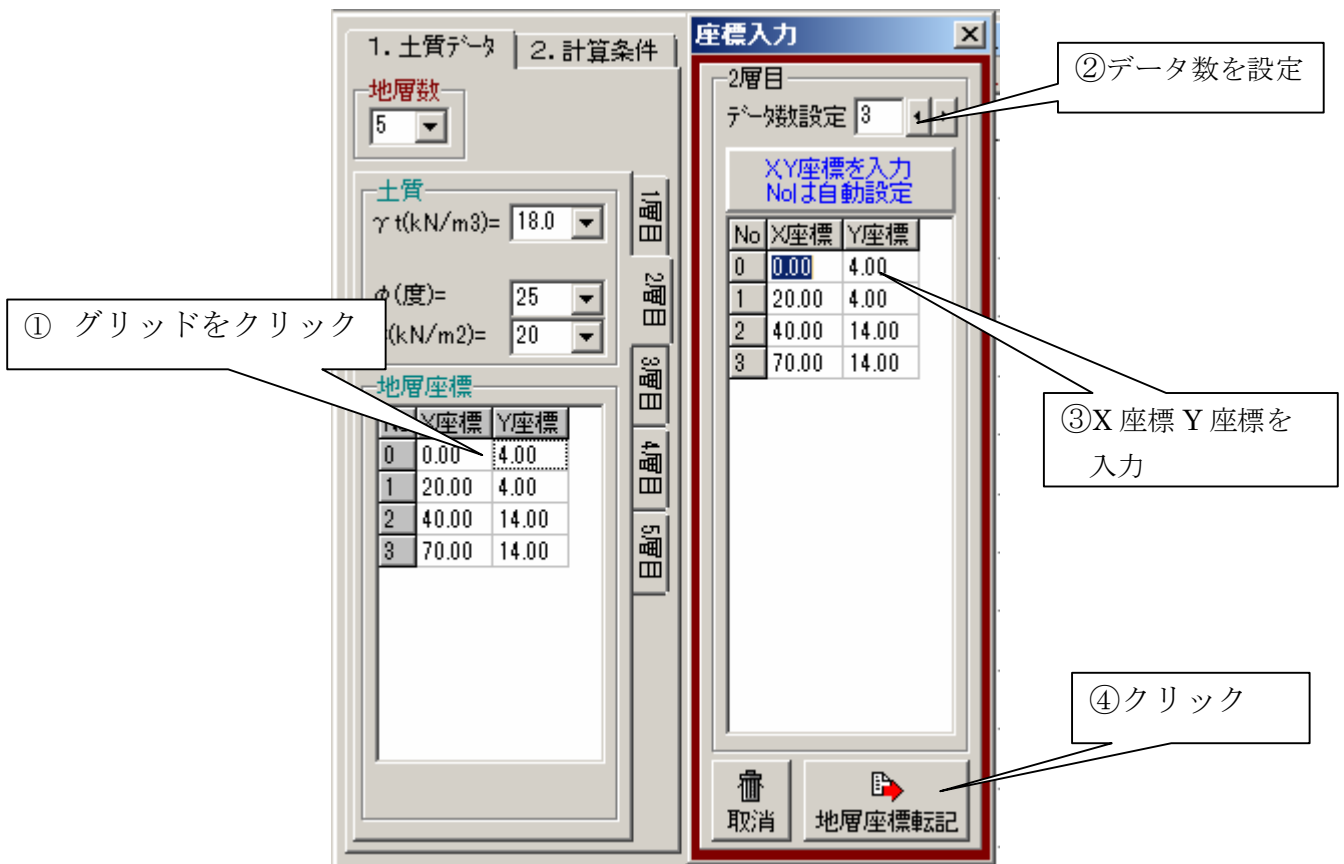 1. 土質ﾃﾞｰﾀ
2. 計算条件
地層数
5
土質
γt(kN/m3)= 18.0
φ(度)= 25
(kN/m2)= 20
地層座標
X座標 Y座標
0 0.00 4.00
1 20.00 4.00
2 40.00 14.00
3 70.00 14.00
1層目
2層目
3層目
4層目
5層目
座標入力
2層目
ﾃﾞｰﾀ数設定 3
X,Y座標を入力
Noは自動設定
No X座標 Y座標
0 0.00 4.00
1 20.00 4.00
2 40.00 14.00
3 70.00 14.00
取消
地層座標転記
① グリッドをクリック
②データ数を設定
③X 座標 Y 座標を
入力
④クリック